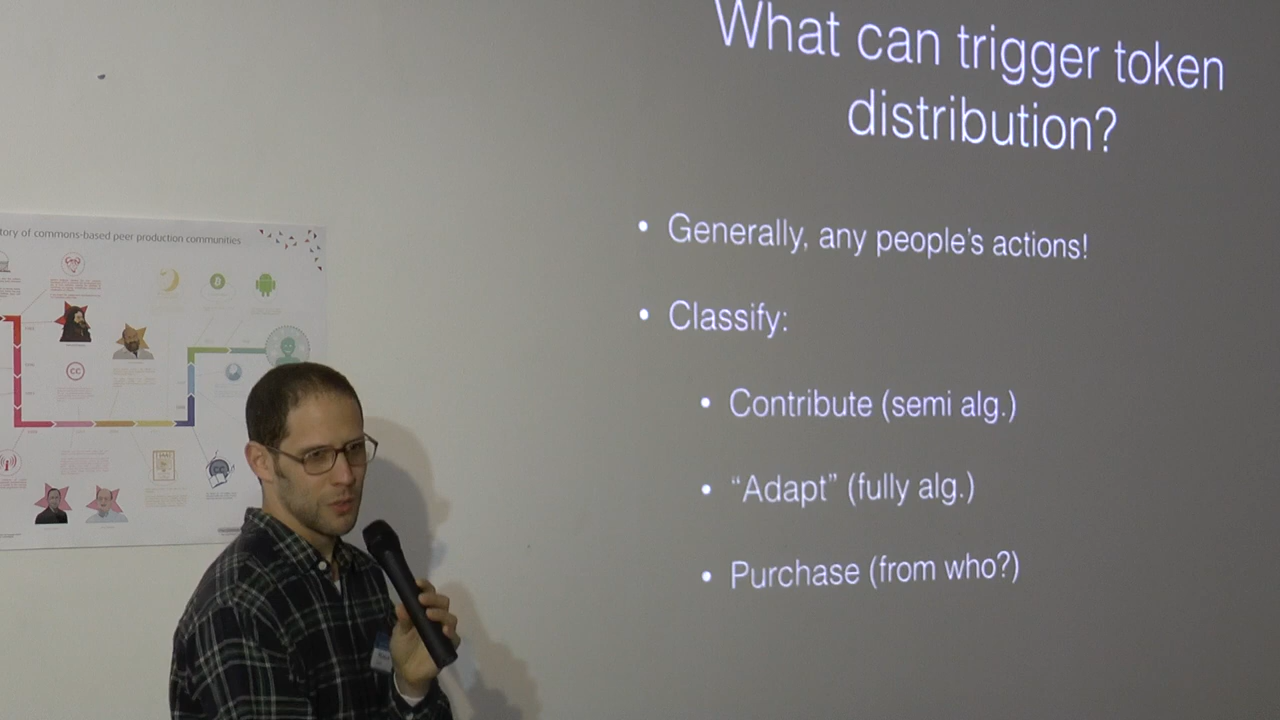 What can trigger token
distribution?
• Generally, any people's actions!
• Classify:
• Contribute (semi alg.)
• “Adapt” (fully alg.)
• Purchase (from who?)
tory of commons-based peer production communities